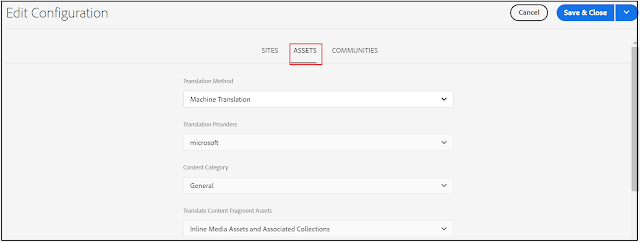 Edit Configuration
Cancel
Save & Close
SITES
ASSETS
COMMUNITIES
Translation Method
Machine Translation
Translation Providers
microsoft
Content Category
General
Translate Content Fragment Assets
Inline Media Assets and Associated Collections